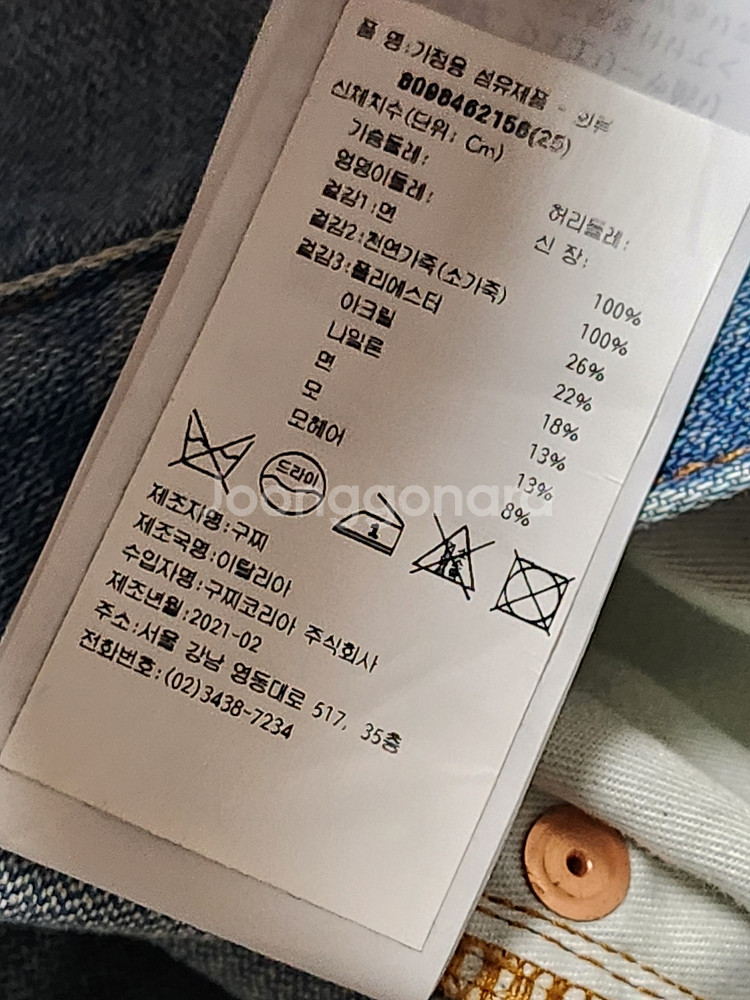 품 명:가정용 섬유제품 - 의류
8098462156(25)
신체치수(단위: Cm)
가슴둘레: 허리둘레:
엉덩이둘레: 신 장:
겉감1:면 100%
겉감2:천연가죽(소가죽) 100%
겉감3:폴리에스터 26%
아크릴 22%
나일론 18%
면 13%
모 13%
모헤어 8%
드라이
1
제조자명:구찌
제조국명:이탈리아
수입자명:구찌코리아 주식회사
제조년월:2021-02
주소:서울 강남 영동대로 517, 35층
전화번호:(02)3438-7234
Joonggonara